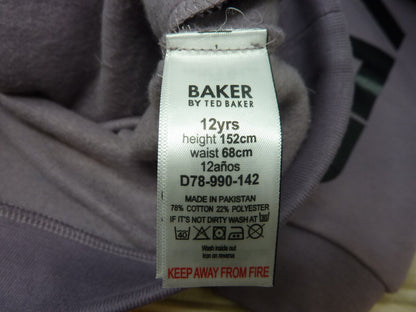 BAKER
BY TED BAKER
12yrs
height 152cm
waist 68cm
12años
D78-990-142
MADE IN PAKISTAN
78% COTTON 22% POLYESTER
IF IT'S NOT DIRTY WASH AT
40
Wash inside out
Iron on reverse
KEEP AWAY FROM FIRE